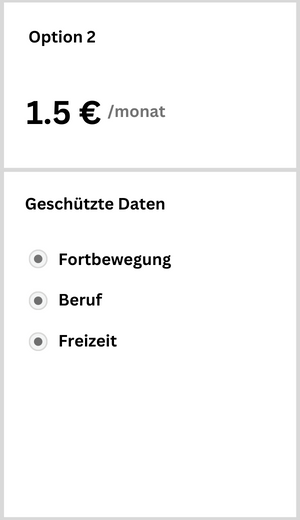 Option 2
1.5 € /monat
Geschützte Daten
Fortbewegung
Beruf
Freizeit